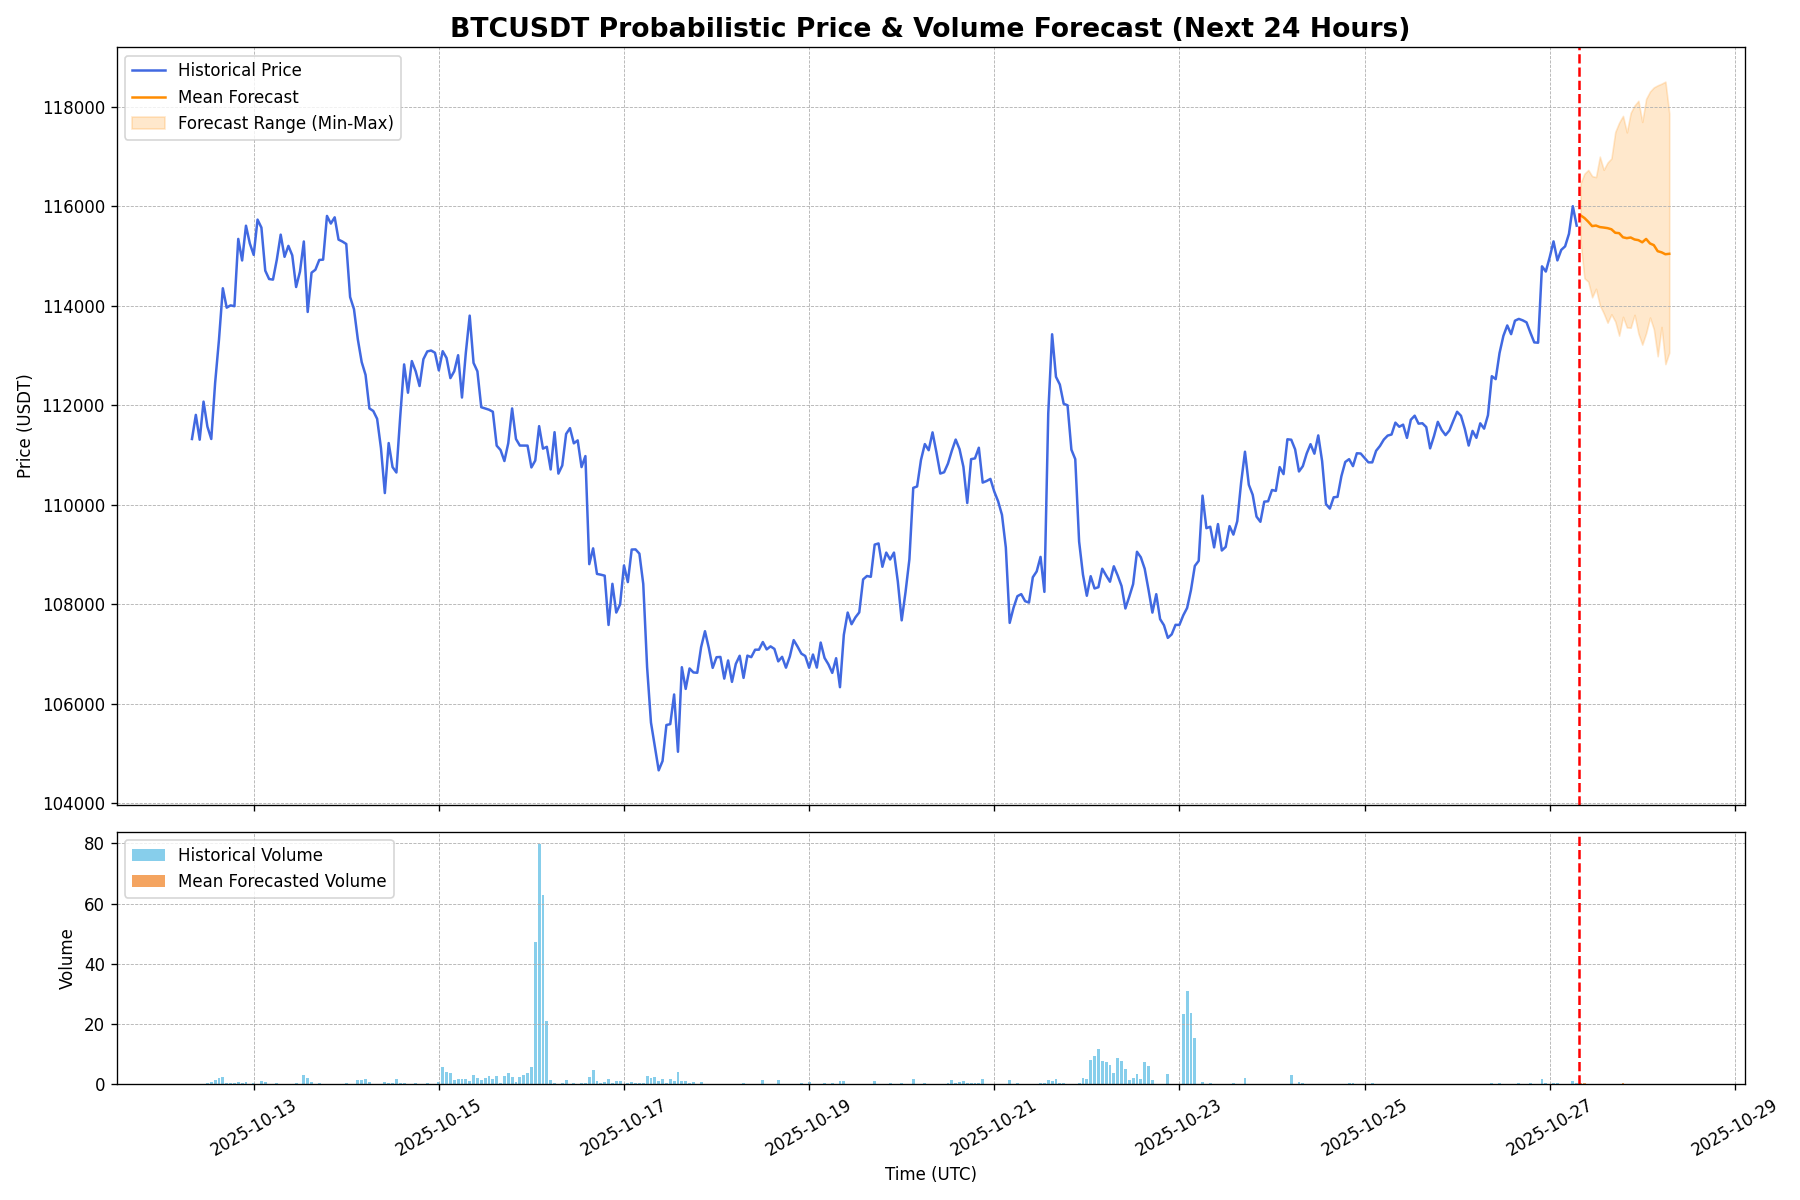 BTCUSDT Probabilistic Price & Volume Forecast (Next 24 Hours)
Historical Price
Mean Forecast
Forecast Range (Min-Max)
Price (USDT)
118000
116000
114000
112000
110000
108000
106000
104000
Historical Volume
Mean Forecasted Volume
Volume
80
60
40
20
0
2025-10-13
2025-10-15
2025-10-17
2025-10-19
2025-10-21
2025-10-23
2025-10-25
2025-10-27
2025-10-29
Time (UTC)